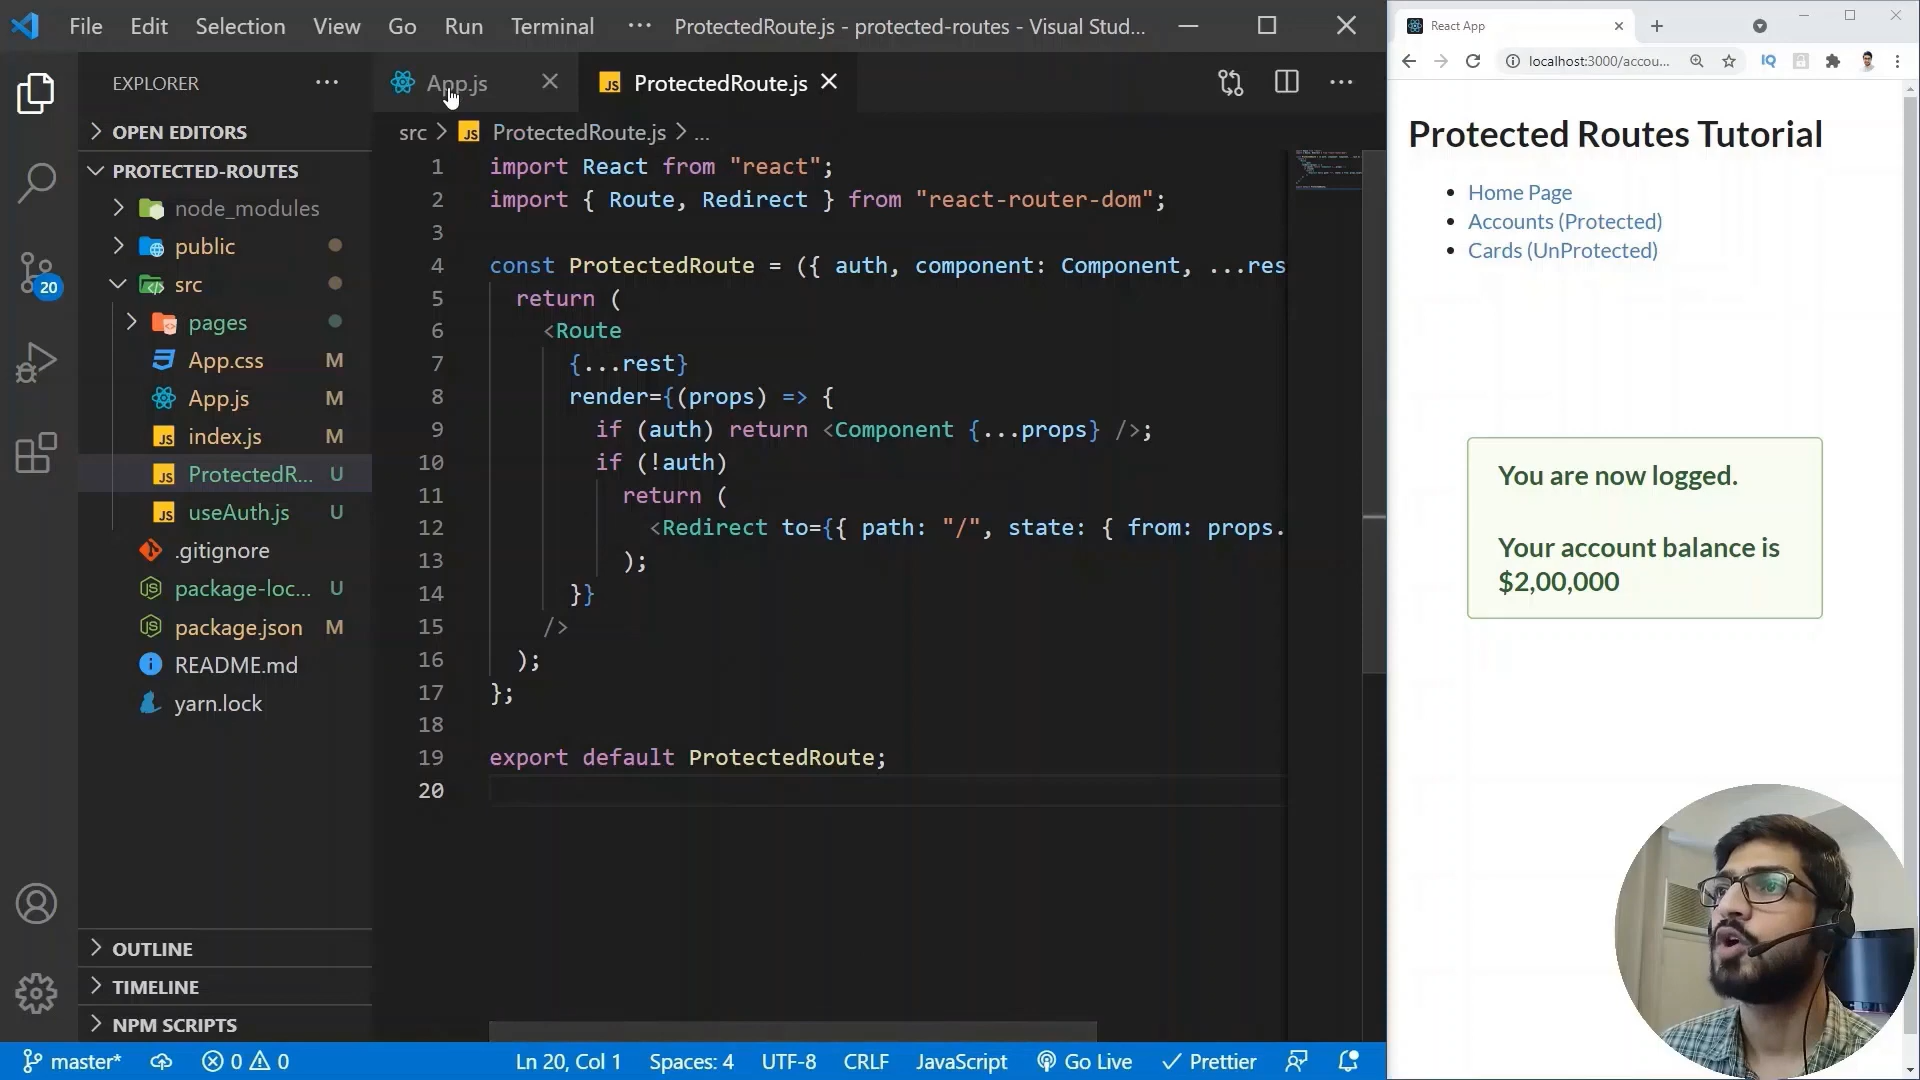 File Edit Selection View Go Run Terminal ··· ProtectedRoute.js - protected-routes - Visual Stud...
EXPLORER
OPEN EDITORS
PROTECTED-ROUTES
node_modules
public
src
pages
App.css M
App.js M
index.js M
ProtectedR... U
useAuth.js U
.gitignore
package-loc... U
package.json M
README.md
yarn.lock
OUTLINE
TIMELINE
NPM SCRIPTS
20
App.js
JS ProtectedRoute.js
src > JS ProtectedRoute.js > ...
1 import React from "react";
2 import { Route, Redirect } from "react-router-dom";
3
4 const ProtectedRoute = ({ auth, component: Component, ...res
5 return (
6 <Route
7 {...rest}
8 render={(props) => {
9 if (auth) return <Component {...props} />;
10 if (!auth)
11 return (
12 <Redirect to={{ path: "/", state: { from: props.
13 );
14 }}
15 />
16 );
17 };
18
19 export default ProtectedRoute;
20
master* 0 0 Ln 20, Col 1 Spaces: 4 UTF-8 CRLF JavaScript Go Live Prettier
React App
localhost:3000/accou...
IQ
Protected Routes Tutorial
• Home Page
• Accounts (Protected)
• Cards (UnProtected)
You are now logged.
Your account balance is
$2,00,000